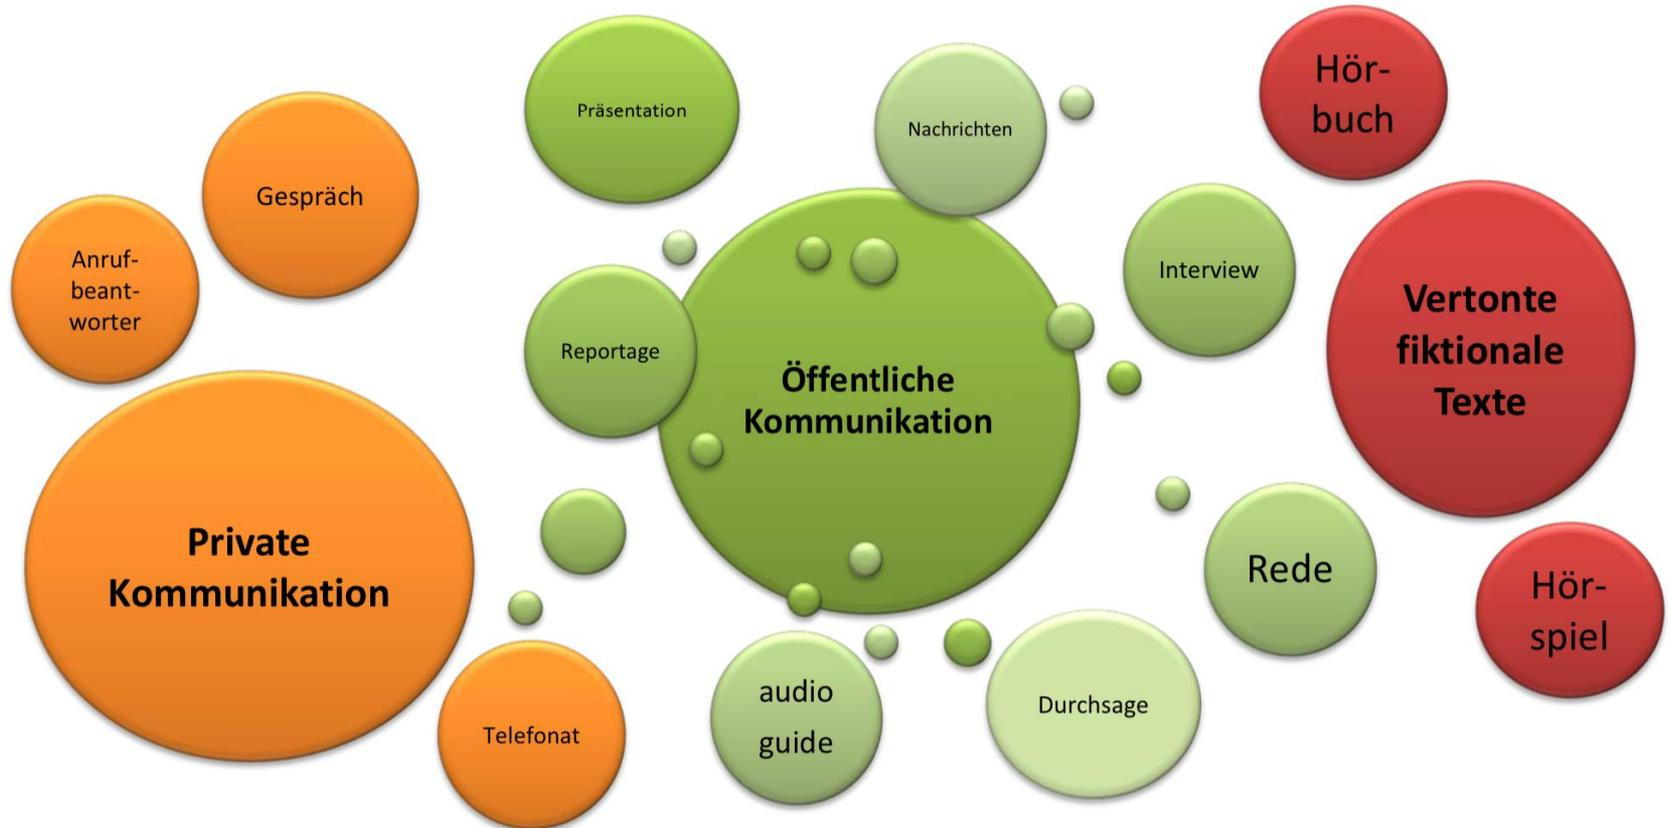 Anruf-
beant-
worter
Gespräch
Private
Kommunikation
Telefonat
Präsentation
Nachrichten
Reportage
Öffentliche
Kommunikation
Interview
Rede
audio
guide
Durchsage
Hör-
buch
Vertonte
fiktionale
Texte
Hör-
spiel